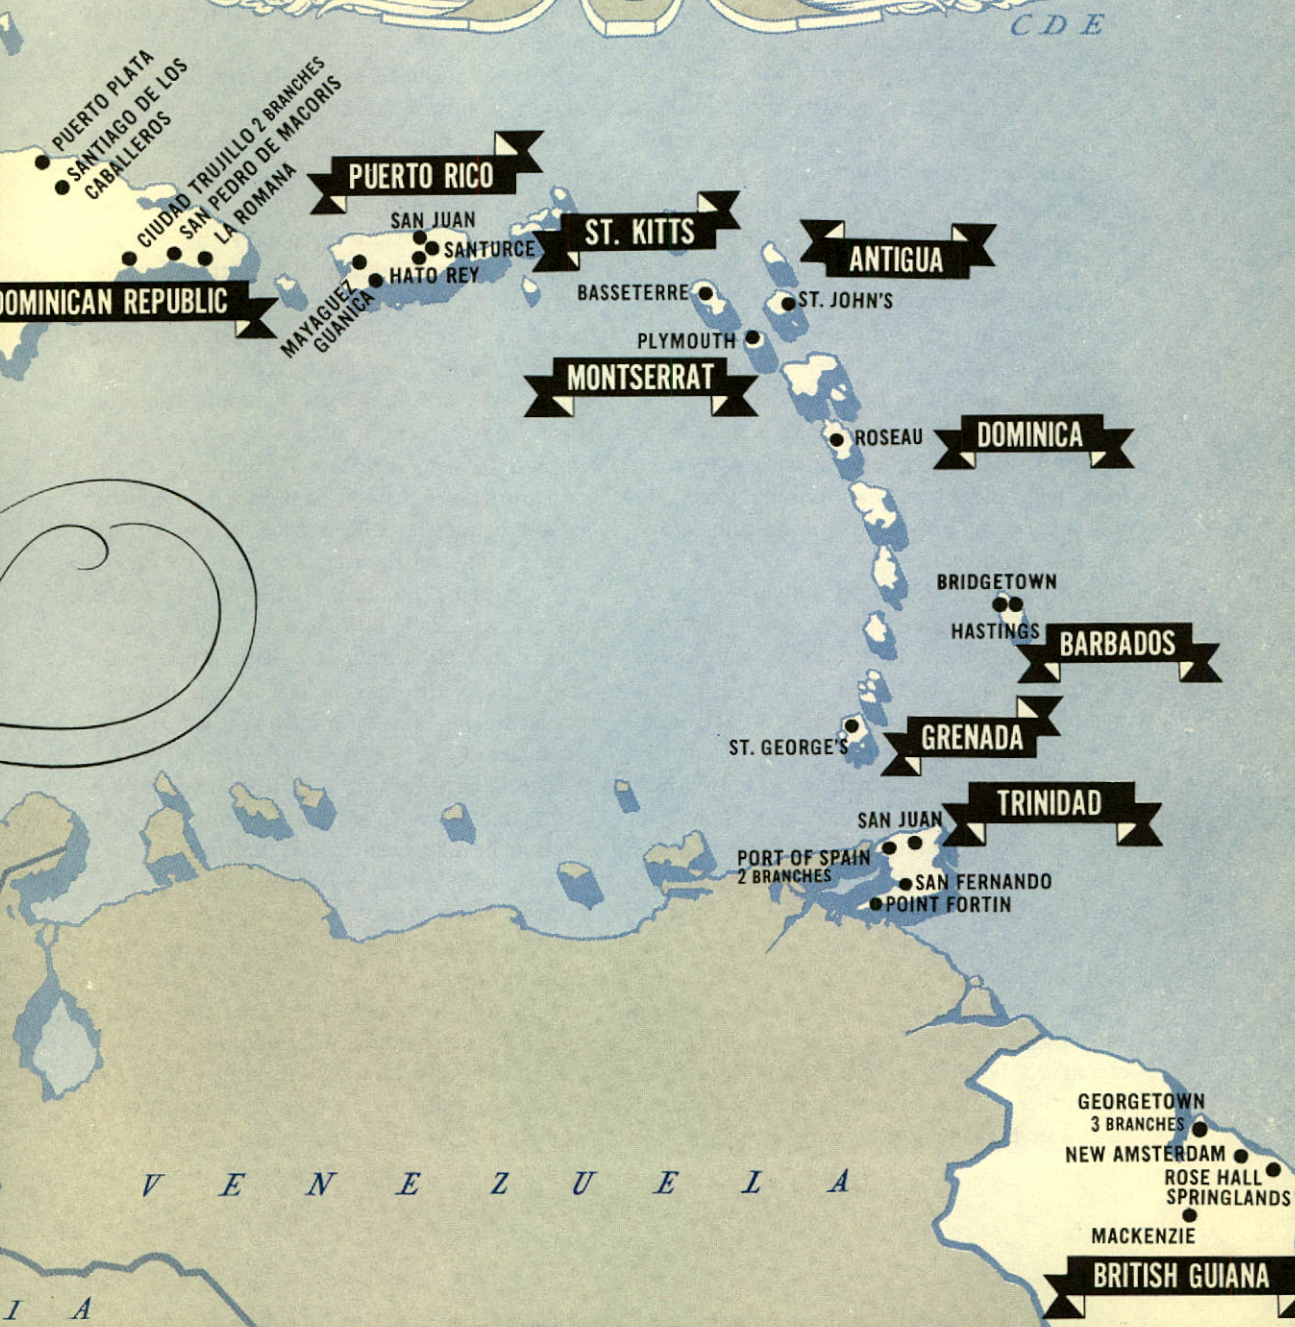 CDE
PUERTO PLATA
SANTIAGO DE LOS
CABALLEROS
CIUDAD TRUJILLO 2 BRANCHES
SAN PEDRO DE MACORIS
LA ROMANA
DOMINICAN REPUBLIC
PUERTO RICO
SAN JUAN
SANTURCE
HATO REY
MAYAGUEZ
GUANICA
ST. KITTS
BASSETERRE
ANTIGUA
ST. JOHN'S
PLYMOUTH
MONTSERRAT
ROSEAU
DOMINICA
BRIDGETOWN
HASTINGS
BARBADOS
ST. GEORGE'S
GRENADA
TRINIDAD
SAN JUAN
PORT OF SPAIN
2 BRANCHES
SAN FERNANDO
POINT FORTIN
VENEZUELA
GEORGETOWN
3 BRANCHES
NEW AMSTERDAM
ROSE HALL
SPRINGLANDS
MACKENZIE
BRITISH GUIANA
IA